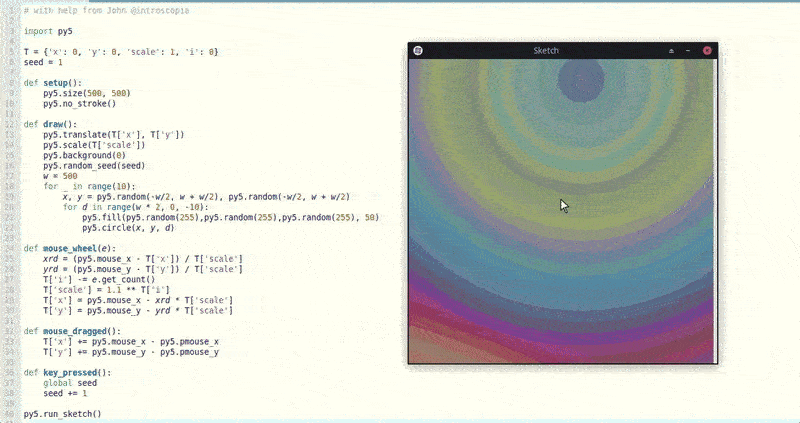 # with help from John @introscopia
import py5
T = {'x': 0, 'y': 0, 'scale': 1, 'i': 0}
seed = 1
def setup():
    py5.size(500, 500)
    py5.no_stroke()
def draw():
    py5.translate(T['x'], T['y'])
    py5.scale(T['scale'])
    py5.background(0)
    py5.random_seed(seed)
    w = 500
    for _ in range(10):
        x, y = py5.random(-w/2, w + w/2), py5.random(-w/2, w + w/2)
        for d in range(w * 2, 0, -10):
            py5.fill(py5.random(255),py5.random(255),py5.random(255), 50)
            py5.circle(x, y, d)
def mouse_wheel(e):
    xrd = (py5.mouse_x - T['x']) / T['scale']
    yrd = (py5.mouse_y - T['y']) / T['scale']
    T['i'] -= e.get_count()
    T['scale'] = 1.1 ** T['i']
    T['x'] = py5.mouse_x - xrd * T['scale']
    T['y'] = py5.mouse_y - yrd * T['scale']
def mouse_dragged():
    T['x'] += py5.mouse_x - py5.pmouse_x
    T['y'] += py5.mouse_y - py5.pmouse_y
def key_pressed():
    global seed
    seed += 1
py5.run_sketch()
Sketch